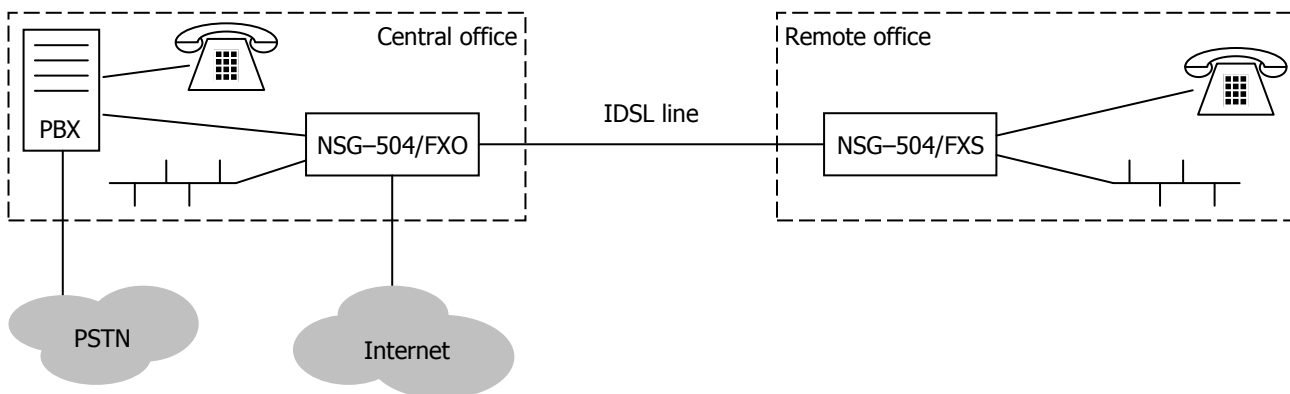 Central office
Remote office
PBX
IDSL line
NSG–504/FXO
NSG–504/FXS
PSTN
Internet